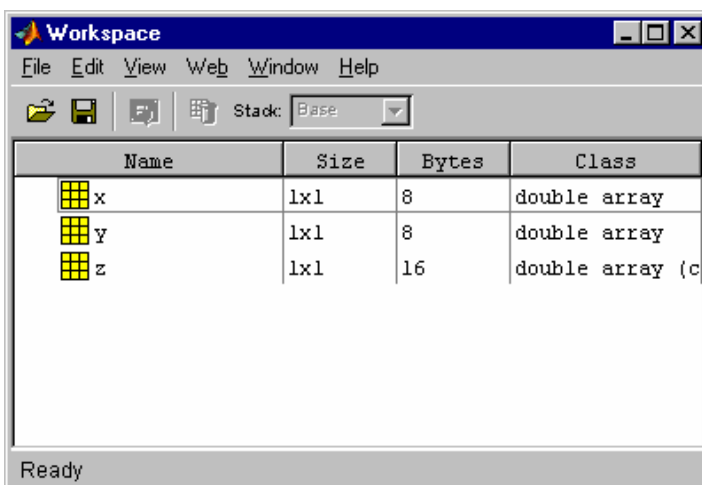 Workspace
File Edit View Web Window Help
Stack: Base
Name Size Bytes Class
x 1x1 8 double array
y 1x1 8 double array
z 1x1 16 double array (c
Ready